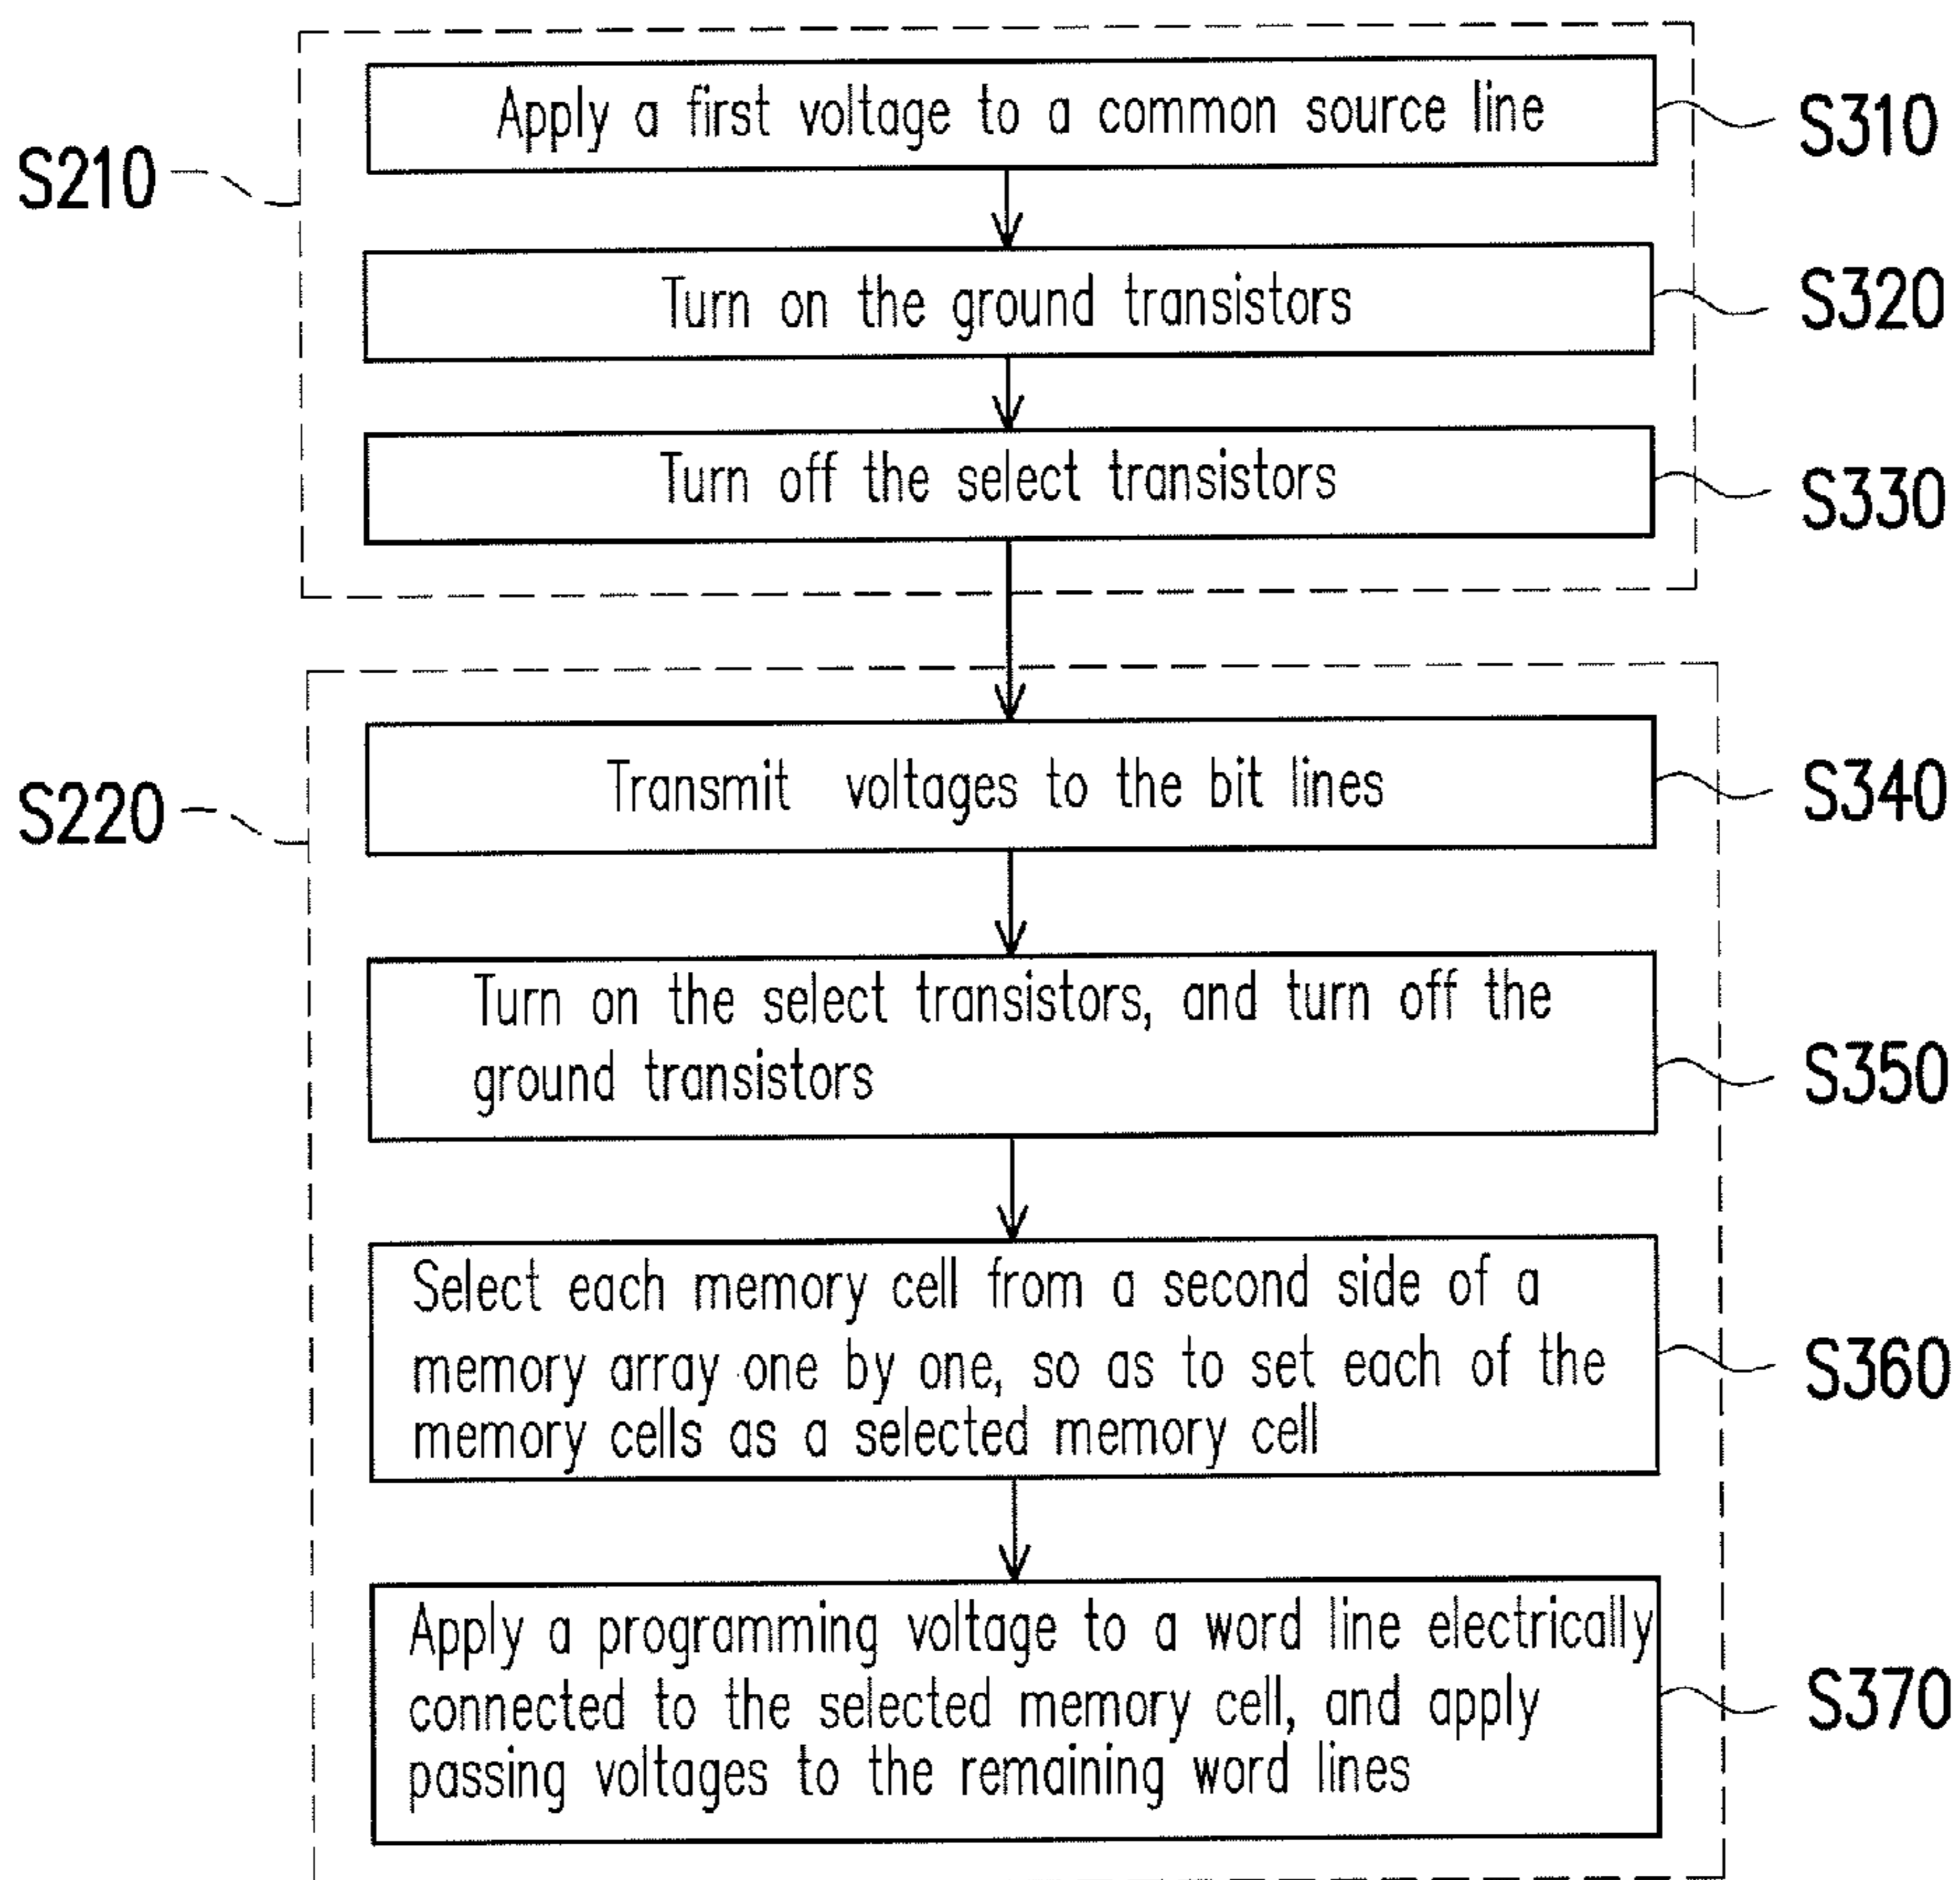 Apply a first voltage to a common source line
S310
S210
Turn on the ground transistors
S320
Turn off the select transistors
S330
Transmit voltages to the bit lines
S340
S220
Turn on the select transistors, and turn off the
ground transistors
S350
Select each memory cell from a second side of a
memory array one by one, so as to set each of the
memory cells as a selected memory cell
S360
Apply a programming voltage to a word line electrically
connected to the selected memory cell, and apply
passing voltages to the remaining word lines
S370